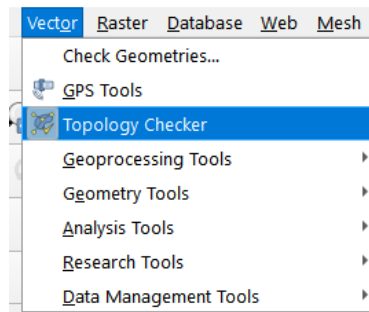 Vector Raster Database Web Mesh
Check Geometries...
GPS Tools
Topology Checker
Geoprocessing Tools
Geometry Tools
Analysis Tools
Research Tools
Data Management Tools